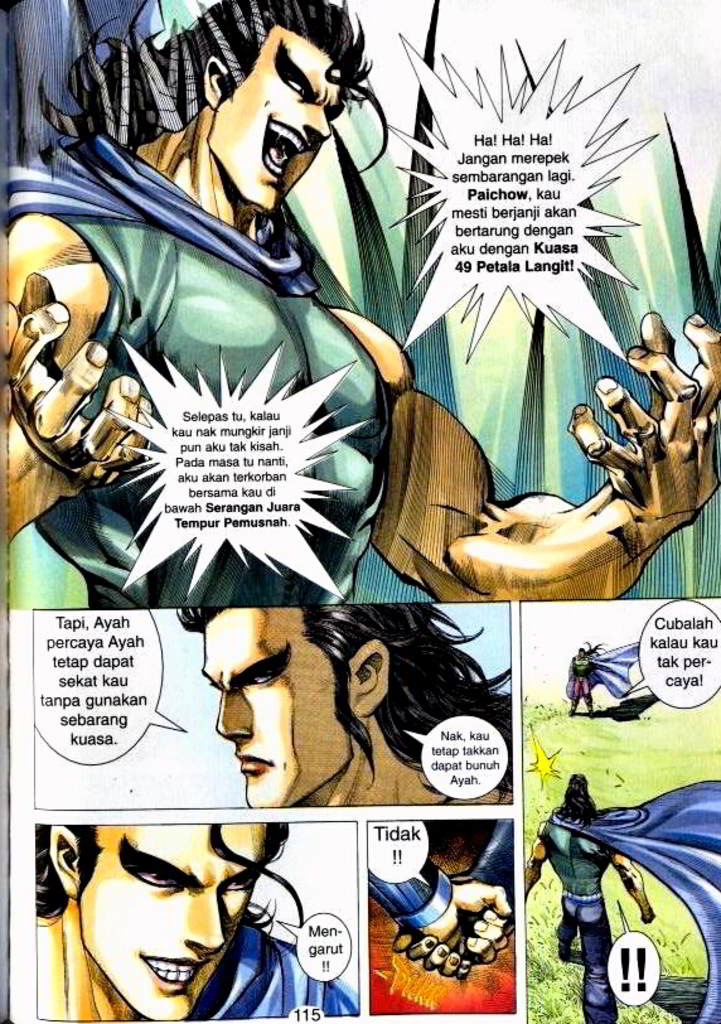 Ha! Ha! Ha!
Jangan merepek
sembarangan lagi.
Paichow, kau
mesti berjanji akan
bertarung dengan
aku dengan Kuasa
49 Petala Langit!
Selepas tu, kalau
kau nak mungkir janji
pun aku tak kisah.
Pada masa tu nanti,
aku akan terkorban
bersama kau di
bawah Serangan Juara
Tempur Pemusnah.
Tapi, Ayah
percaya Ayah
tetap dapat
sekat kau
tanpa gunakan
sebarang
kuasa.
Nak, kau
tetap takkan
dapat bunuh
Ayah.
Cubalah
kalau kau
tak per-
caya!
Men-
garut
!!
Tidak
!!
!!
115